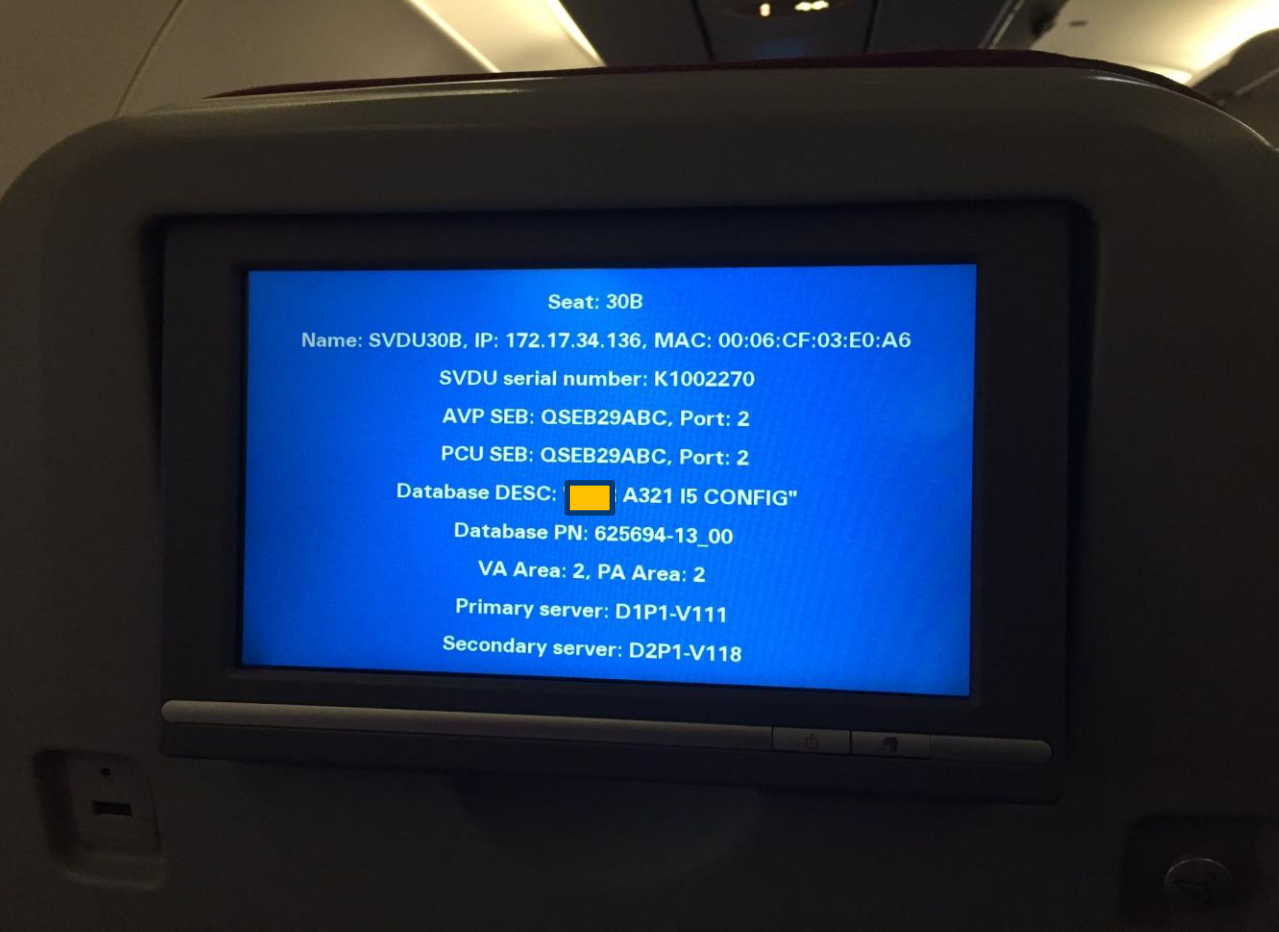 Seat: 30B
Name: SVDU30B, IP: 172.17.34.136, MAC: 00:06:CF:03:E0:A6
SVDU serial number: K1002270
AVP SEB: QSEB29ABC, Port: 2
PCU SEB: QSEB29ABC, Port: 2
Database DESC: A321 I5 CONFIG"
Database PN: 625694-13_00
VA Area: 2, PA Area: 2
Primary server: D1P1-V111
Secondary server: D2P1-V118